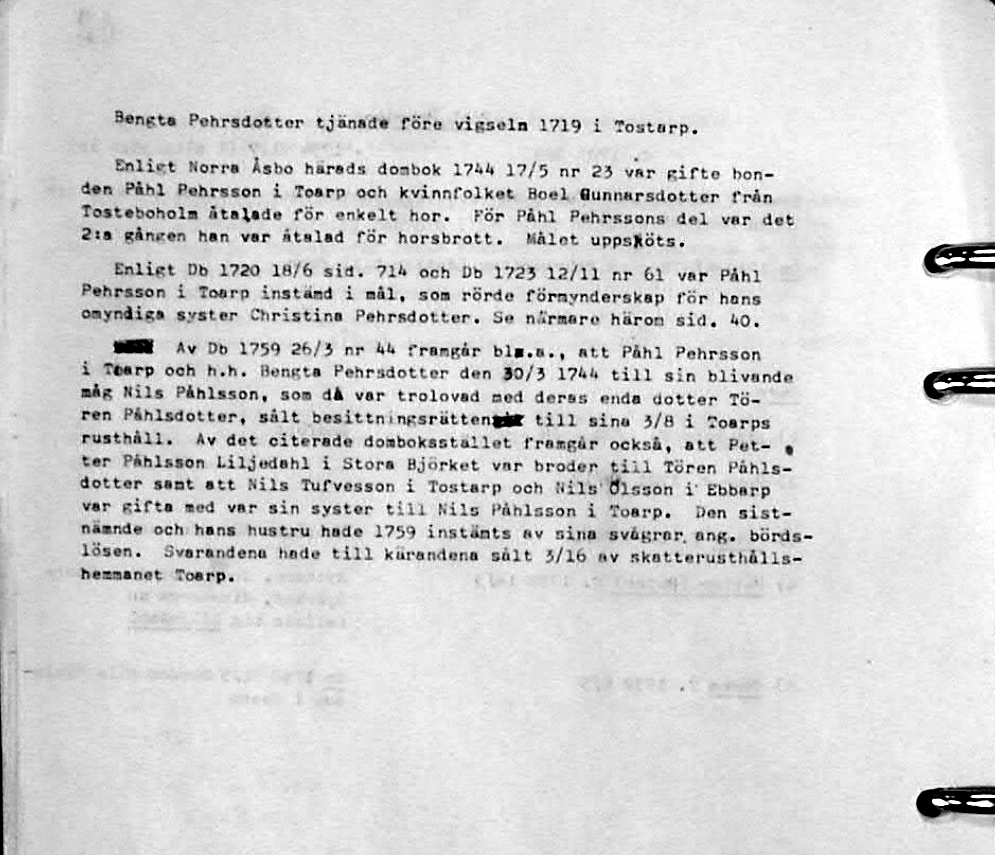 Bengta Pehrsdotter tjänade före vigseln 1719 i Tostarp.
Enligt Norra Åsbo härads dombok 1744 17/5 nr 23 var gifte bon-
den Påhl Pehrsson i Toarp och kvinnfolket Boel Gunnarsdotter från
Tosteboholm åtalade för enkelt hor. För Påhl Pehrssons del var det
2:a gången han var åtalad för horsbrott. Målet uppsköts.
Enligt Db 1720 18/6 sid. 714 och Db 1723 12/11 nr 61 var Påhl
Pehrsson i Toarp instämd i mål, som rörde förmynderskap för hans
omyndiga syster Christina Pehrsdotter. Se närmare härom sid. 40.
Av Db 1759 26/3 nr 44 framgår bl.a., att Påhl Pehrsson
i Toarp och h.h. Bengta Pehrsdotter den 30/3 1744 till sin blivande
måg Nils Påhlsson, som då var trolovad med deras enda dotter Tö-
ren Påhlsdotter, sålt besittningsrätten till sina 3/8 i Toarps
rusthåll. Av det citerade domboksstället framgår också, att Pet-
ter Påhlsson Liljedahl i Stora Björket var broder till Tören Påhls-
dotter samt att Nils Tufvesson i Tostarp och Nils Olsson i Ebbarp
var gifta med var sin syster till Nils Påhlsson i Toarp. Den sist-
nämnde och hans hustru hade 1759 instämts av sina svågrar ang. börds-
lösen. Svarandena hade till kärandena sålt 3/16 av skatterusthålls-
hemmanet Toarp.